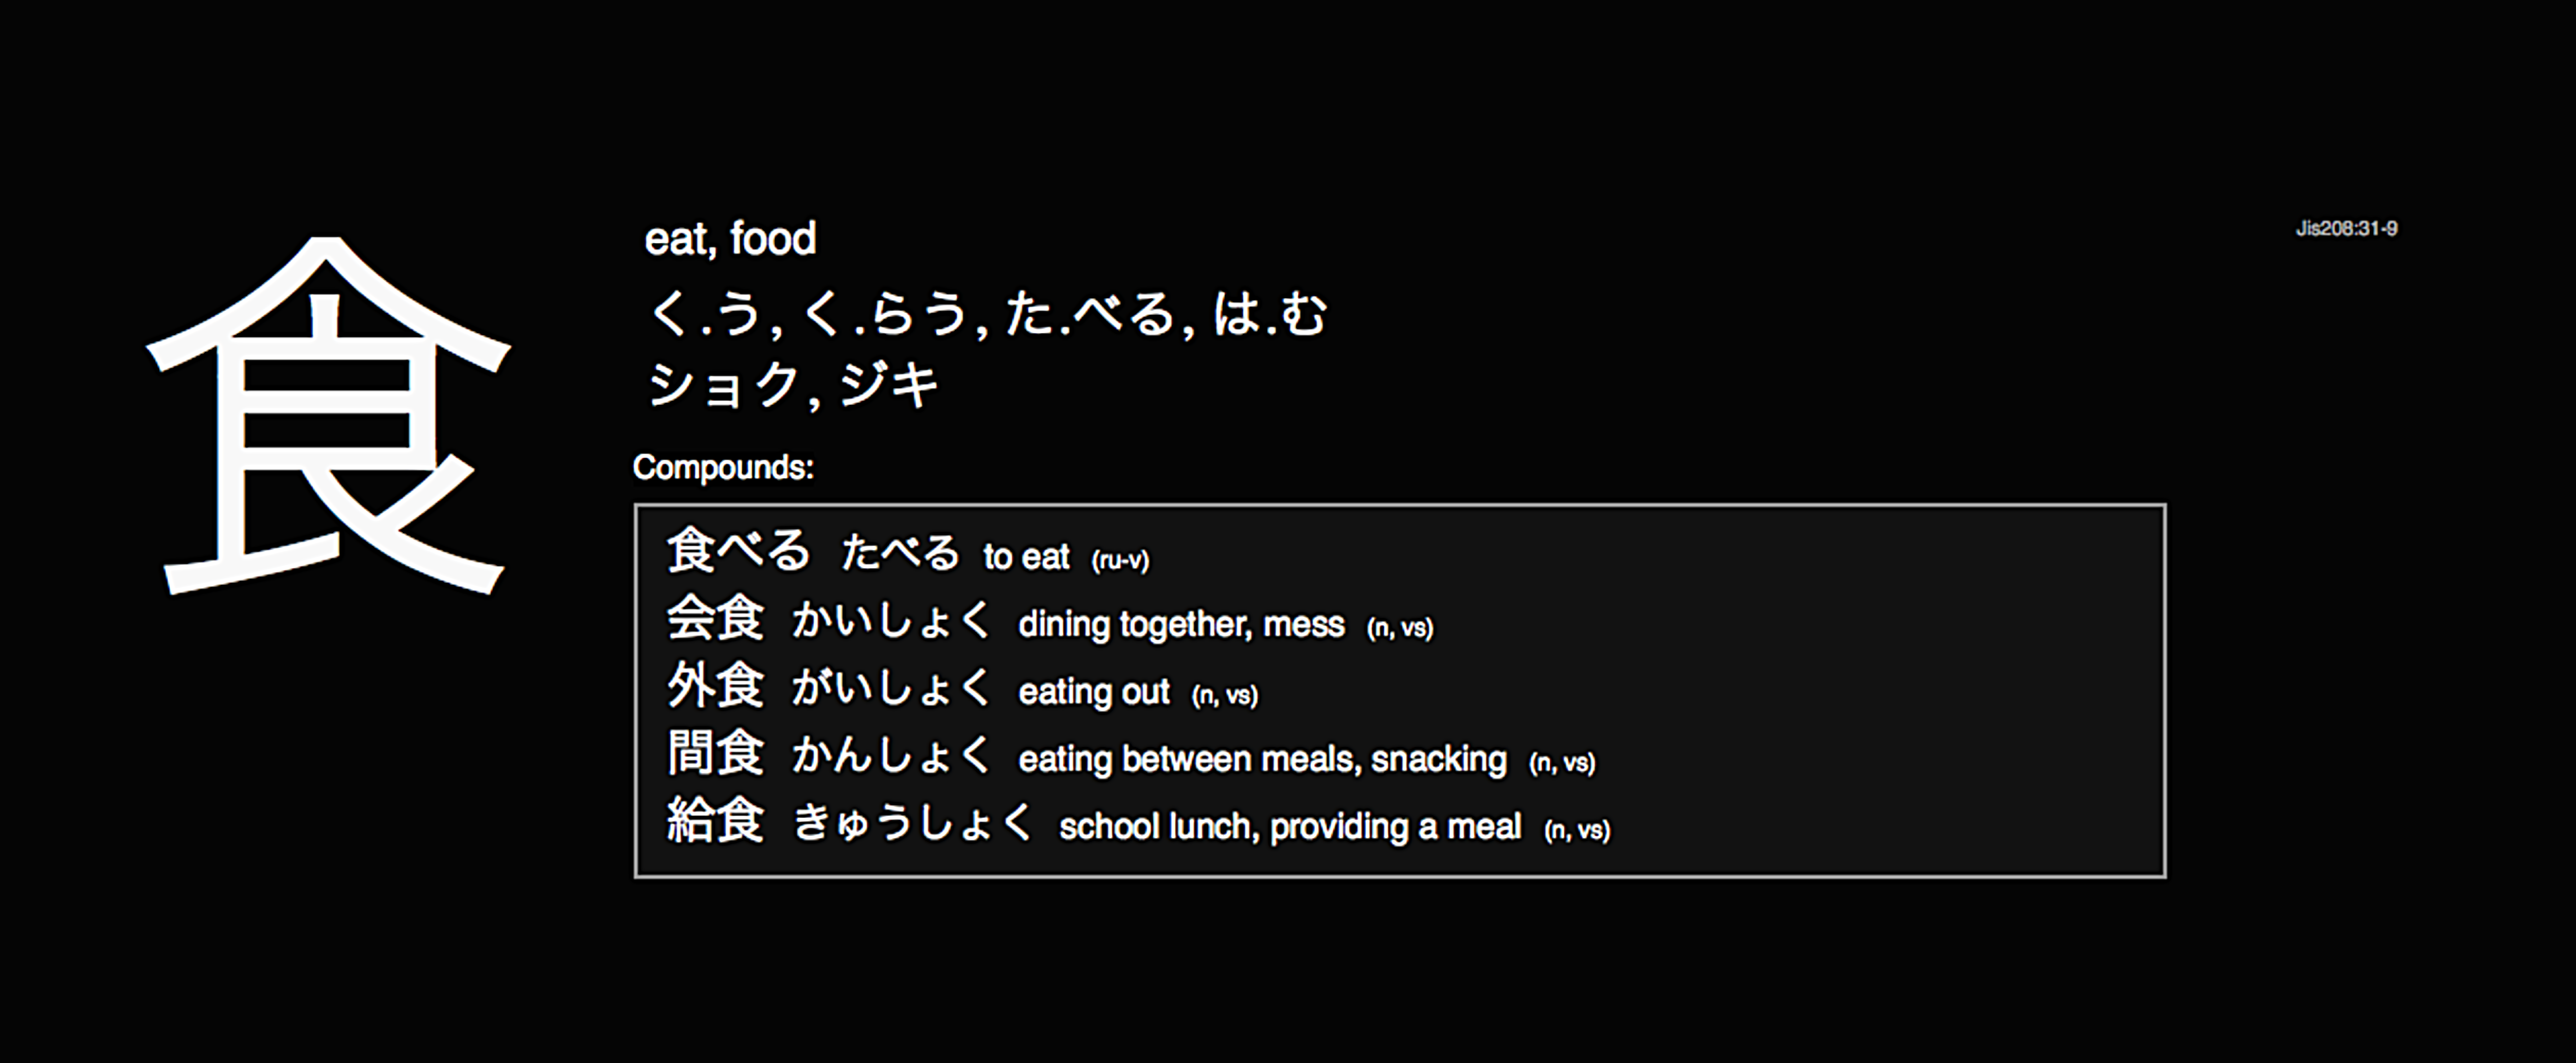 食
eat, food
く.う, く.らう, た.べる, は.む
ショク, ジキ
Jis208:31-9
Compounds:
食べる たべる to eat (ru-v)
会食 かいしょく dining together, mess (n, vs)
外食 がいしょく eating out (n, vs)
間食 かんしょく eating between meals, snacking (n, vs)
給食 きゅうしょく school lunch, providing a meal (n, vs)